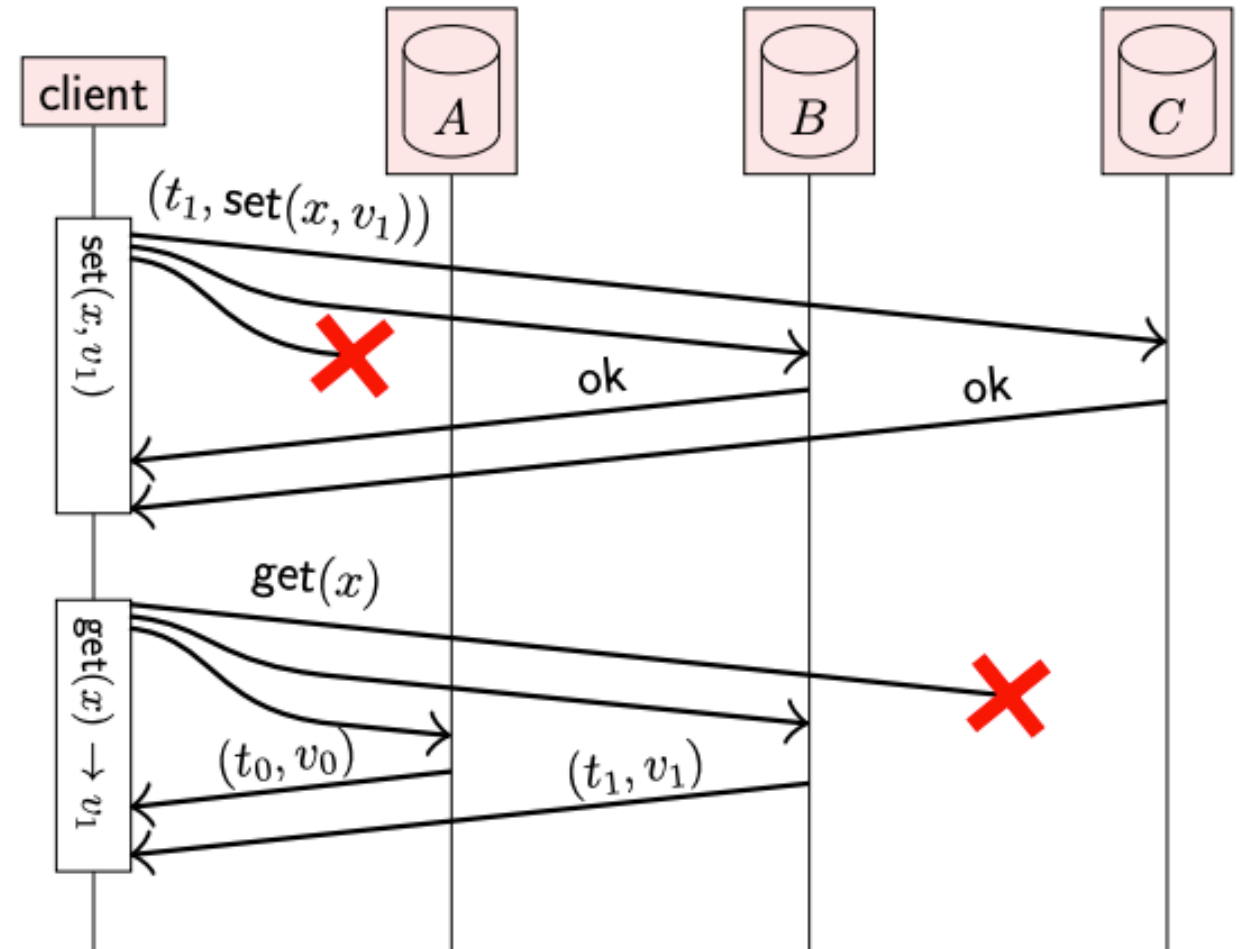 client
A
B
C
(t₁, set(x, v₁))
set(x, v₁)
ok
ok
get(x)
get(x) → v₁
(t₀, v₀)
(t₁, v₁)